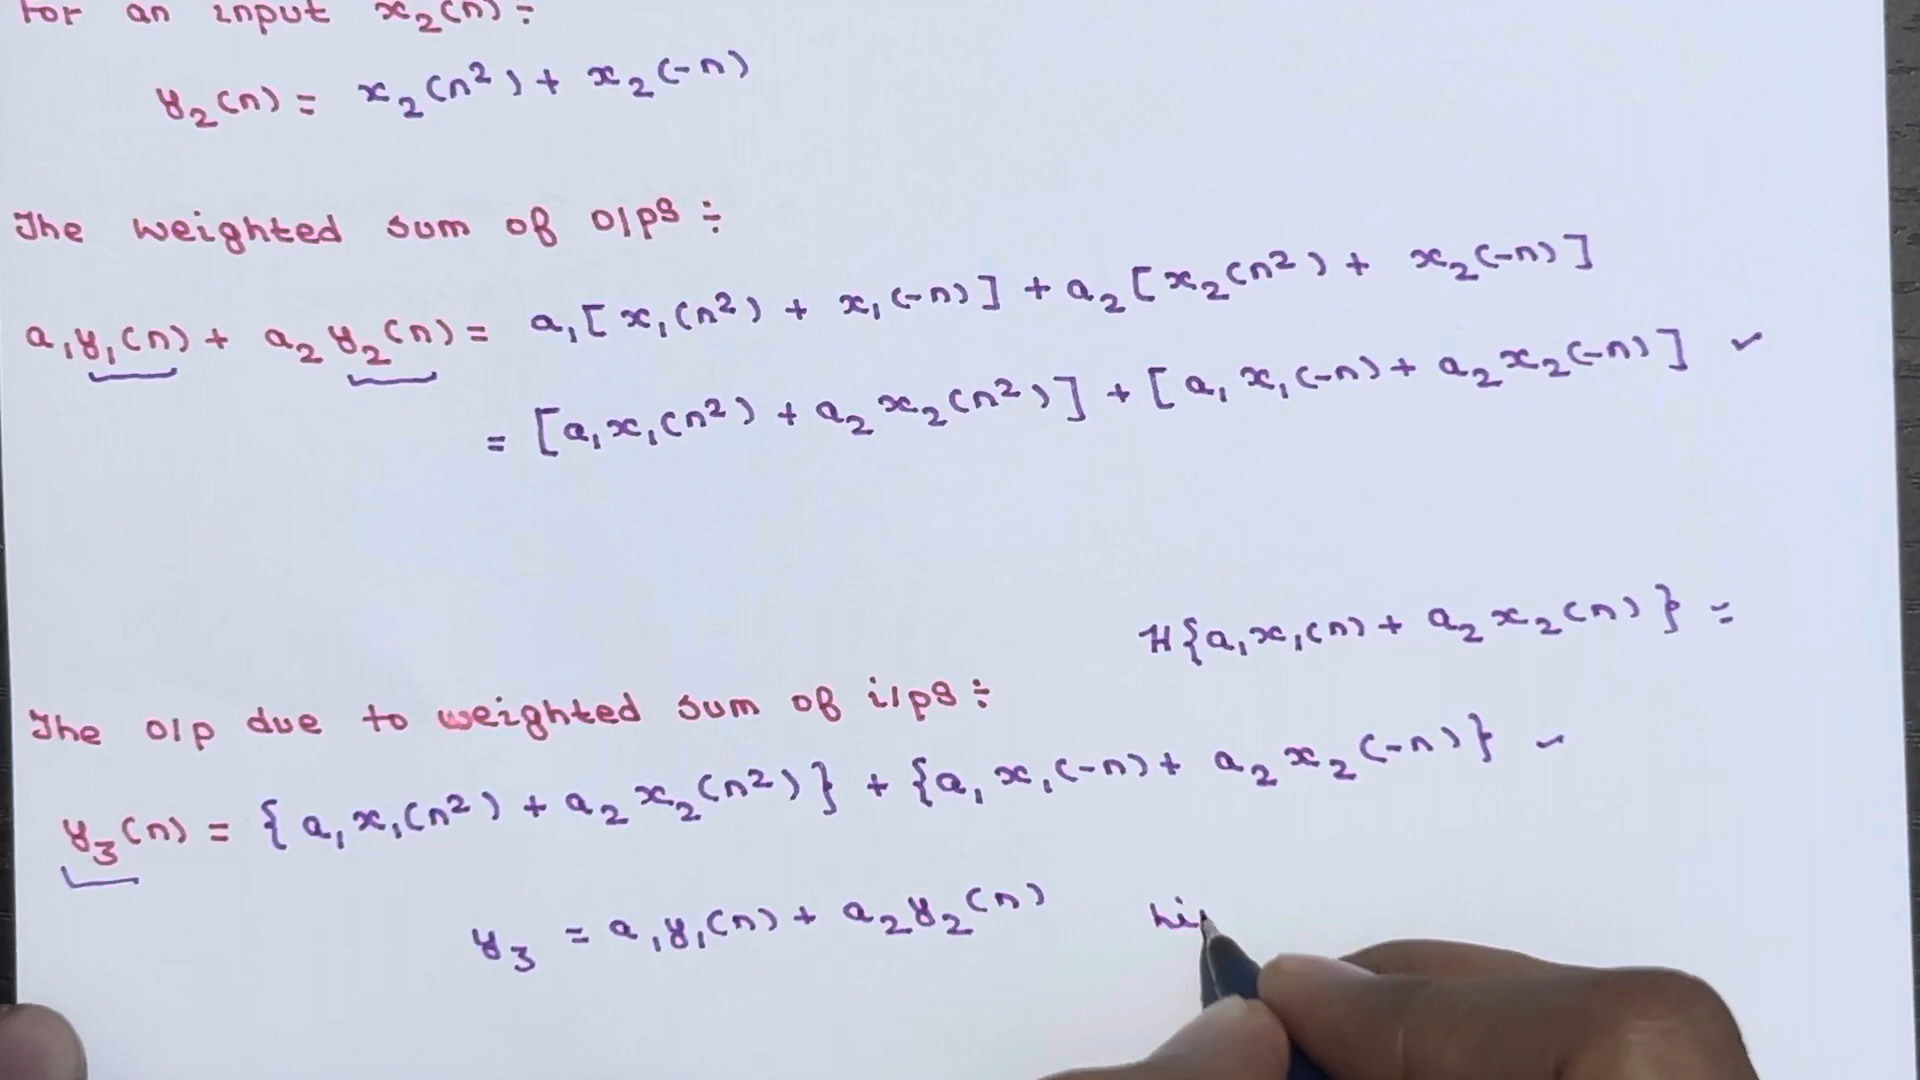 For an input x₂(n):
y₂(n) = x₂(n²) + x₂(-n)
The weighted sum of o/ps ÷
a₁y₁(n) + a₂y₂(n) = a₁[x₁(n²) + x₁(-n)] + a₂[x₂(n²) + x₂(-n)]
= [a₁x₁(n²) + a₂x₂(n²)] + [a₁x₁(-n) + a₂x₂(-n)] ✓
H{a₁x₁(n) + a₂x₂(n)} =
The o/p due to weighted sum of i/ps ÷
y₃(n) = {a₁x₁(n²) + a₂x₂(n²)} + {a₁x₁(-n) + a₂x₂(-n)} ✓
y₃ = a₁y₁(n) + a₂y₂(n)